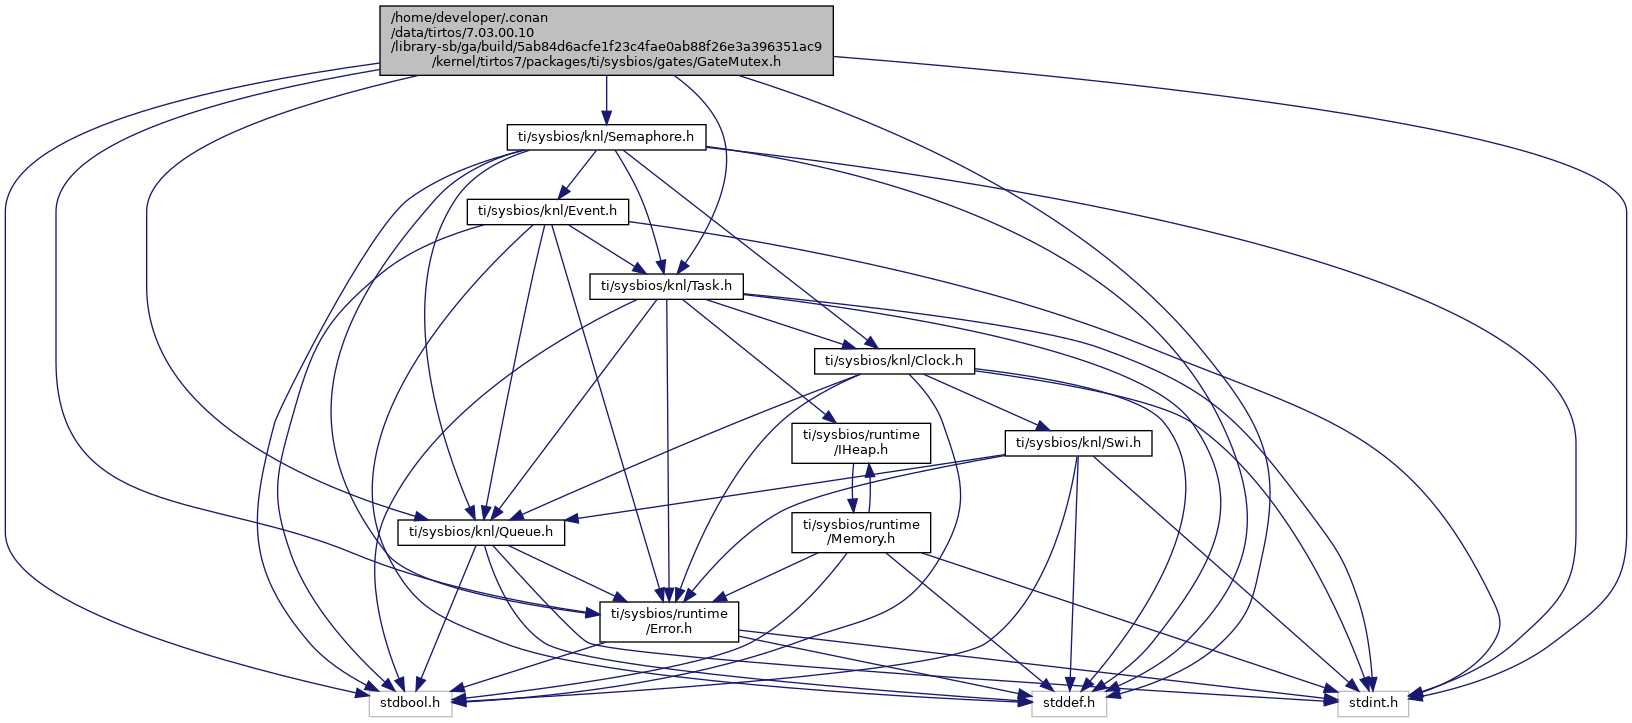 /home/developer/.conan
/data/tirtos/7.03.00.10
/library-sb/ga/build/5ab84d6acfe1f23c4fae0ab88f26e3a396351ac9
/kernel/tirtos7/packages/ti/sysbios/gates/GateMutex.h
ti/sysbios/knl/Semaphore.h
ti/sysbios/knl/Event.h
ti/sysbios/knl/Task.h
ti/sysbios/knl/Clock.h
ti/sysbios/runtime
/IHeap.h
ti/sysbios/knl/Swi.h
ti/sysbios/knl/Queue.h
ti/sysbios/runtime
/Memory.h
ti/sysbios/runtime
/Error.h
stdbool.h
stddef.h
stdint.h